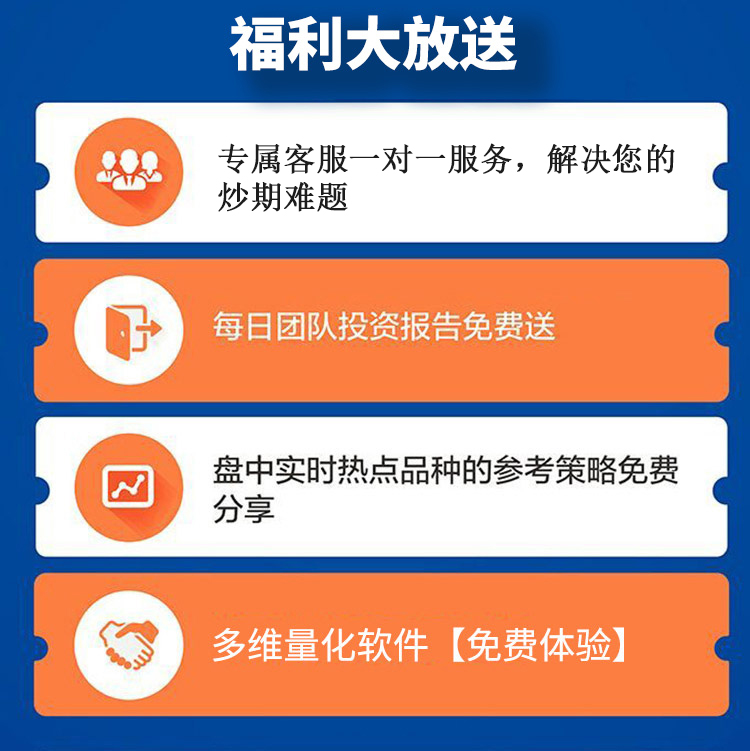 福利大放送
专属客服一对一服务，解决您的
炒期难题
每日团队投资报告免费送
盘中实时热点品种的参考策略免费
分享
多维量化软件【免费体验】